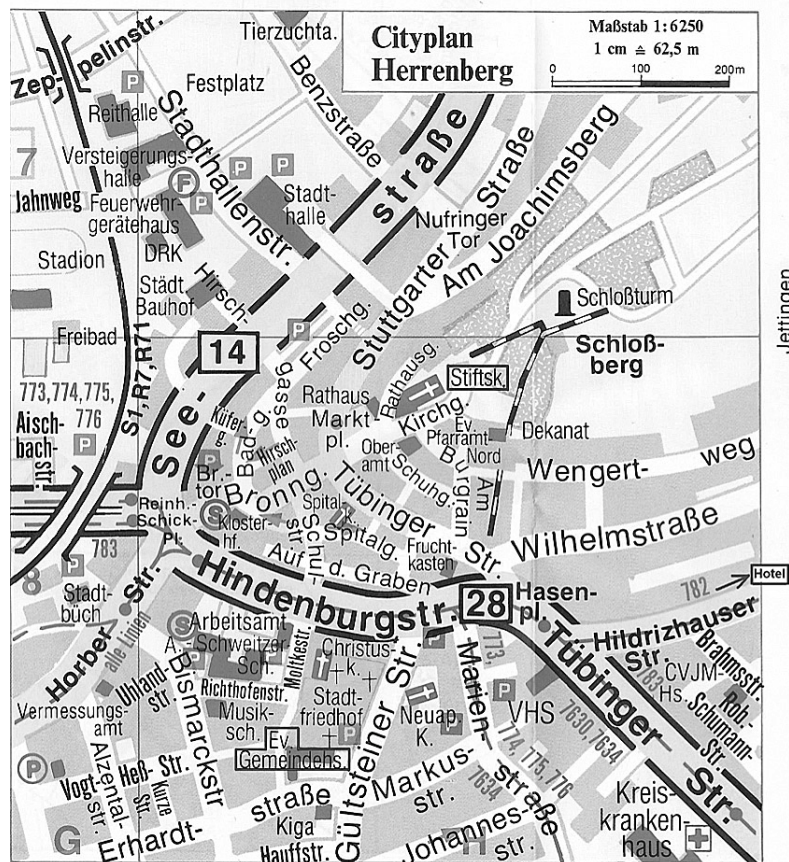 Cityplan
Herrenberg
Maßstab 1:6250
1 cm ≙ 62,5 m
0 100 200m
Tierzuchta.
Zep-
pelinstr.
P
Festplatz
Benzstraße
Reithalle
Stadthallenstr.
Versteigerungs-
halle
7
F
P
P
P
Jahnweg
Feuerwehr-
gerätehaus
Stadt-
halle
straße
Nufringer
Tor
Stuttgarter Straße
Am Joachimsberg
DRK
Stadion
Städt.
Bauhof
Hirsch-
gasse
Schloßturm
Jettingen
Freibad
14
P
Froschg.
Schloß-
berg
S1,R7,R71
773,774,775,
776
Rathausg.
Stiftsk.
Rathaus
Markt-
pl.
Kirchg.
Aisch-
bach-
str.
P
See-
Küfer-
g.
Bad-
g.
Hirsch-
plan
Ober-
amt
Schuhg.
Ev.
Pfarramt
Nord
Dekanat
Burgrain
Am
Wengert-
weg
P
Br.-
tor
Bronng.
Tübinger
Str.
Reinh.-
Schick-
Pl.
S
Kloster-
hf.
Spital
Spitalg.
Schul-
str.
Wilhelmstraße
783
Auf d. Graben
Frucht-
kasten
8
P
Stadt-
büch
Hindenburgstr.
28
Hasen-
pl.
782
Hotel
Horber
Str.
alle Linien
S
Arbeitsamt
A.-
Schweitzer-
Sch.
Moltkestr.
Christus-
k.
P
773,
774, 775, 776
Hildrizhauser
Str.
783
Brahmsstr.
Rob.
Schumann-
Str.
CVJM-
Hs.
Tübinger
Str.
Uhland-
str.
Bismarckstr
Richthofenstr.
Stadt-
friedhof
P
Gültsteiner Str.
Neuap.
K.
P
Marien-
straße
P
VHS
7630, 7634
Vermessungs-
amt
Musik-
sch.
Ev
Gemeindehs.
P
Alzental-
str.
Vogt-
Heß-Str.
Kurze
Str.
Markus-
str.
7634
Kreis-
kranken-
haus
G
Erhardt-
straße
Kiga
Hauffstr.
Johannes-
str.
H